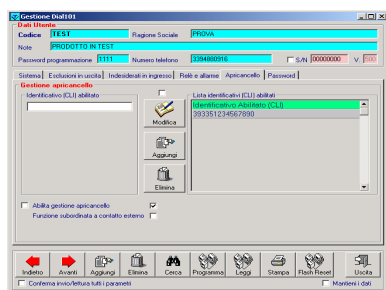 Gestione Dial101
Dati Utente
Codice TEST Ragione Sociale PROVA
Note PRODOTTO IN TEST
Password programmazione 1111 Numero telefono 3394880916 S/N 00000000 V. 500
Sistema Esclusioni in uscita Indesiderati in ingresso Relè e allarme Apricancello Password
Gestione apricancello
Identificativo (CLI) abilitato
Lista identificativi (CLI) abilitati
Identificativo Abilitato (CLI)
393351234567890
Modifica
Aggiungi
Elimina
Abilita gestione apricancello
Funzione subordinata a contatto esterno
Indietro Avanti Aggiungi Elimina Cerca Programma Leggi Stampa Flash Reset Uscita
Conferma invio/lettura tutti i parametri Mantieni i dati